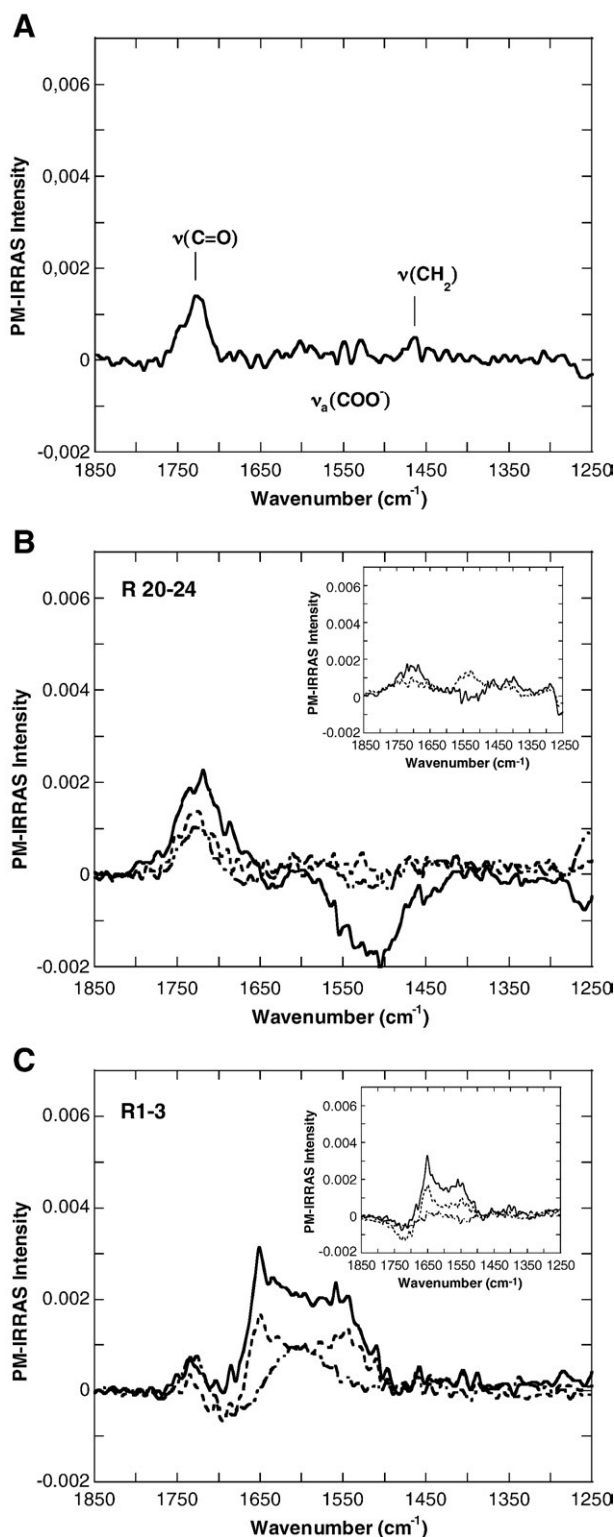 A
0,006
0,004
0,002
0
-0,002
PM-IRRAS Intensity
ν(C=O)
ν(CH₂)
νₐ(COO⁻)
1850 1750 1650 1550 1450 1350 1250
Wavenumber (cm⁻¹)
B
R 20-24
0.006
0.004
0.002
0
-0.002
PM-IRRAS Intensity
0.006
0.004
0.002
0
-0.002
PM-IRRAS Intensity
1850 1750 1650 1550 1450 1350 1250
Wavenumber (cm⁻¹)
1850 1750 1650 1550 1450 1350 1250
Wavenumber (cm⁻¹)
C
R1-3
0.006
0.004
0.002
0
-0.002
PM-IRRAS Intensity
0.006
0.004
0.002
0
-0.002
PM-IRRAS Intensity
1850 1750 1650 1550 1450 1350 1250
Wavenumber (cm⁻¹)
1850 1750 1650 1550 1450 1350 1250
Wavenumber (cm⁻¹)